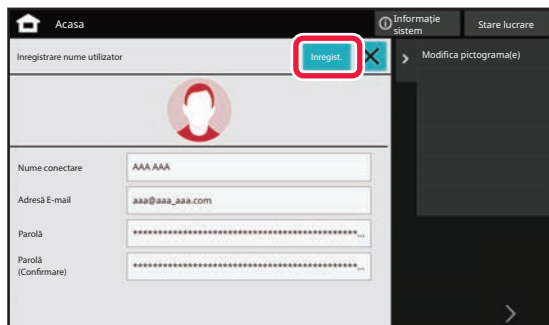 Acasa
Informație
sistem
Stare lucrare
Inregistrare nume utilizator
Inregist.
Modifica pictograma(e)
Nume conectare
AAA AAA
Adresă E-mail
aaa@aaa_aaa.com
Parolă
*********************************************...
Parolă
(Confirmare)
*********************************************...